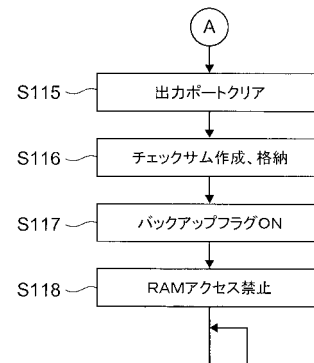 A
S115 出力ポートクリア
S116 チェックサム作成、格納
S117 バックアップフラグON
S118 RAMアクセス禁止